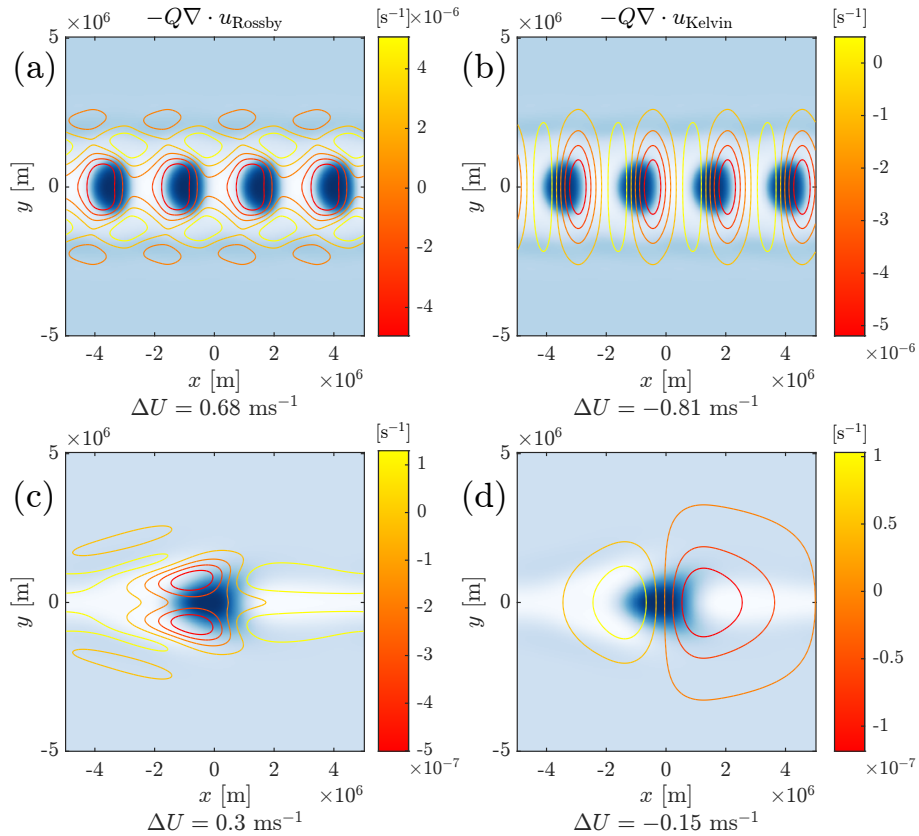 −Q∇ · u_Rossby
[s⁻¹] ×10⁻⁶
−Q∇ · u_Kelvin
[s⁻¹]
×10⁶
5
(a)
y [m]
0
-5
-4 -2 0 2 4
x [m]
×10⁶
4
2
0
-2
-4
ΔU = 0.68 ms⁻¹
×10⁶
5
(b)
y [m]
0
-5
-4 -2 0 2 4
x [m]
×10⁶
0
-1
-2
-3
-4
-5
×10⁻⁶
ΔU = −0.81 ms⁻¹
×10⁶
[s⁻¹]
5
(c)
y [m]
0
-5
-4 -2 0 2 4
x [m]
×10⁶
1
0
-1
-2
-3
-4
-5
×10⁻⁷
ΔU = 0.3 ms⁻¹
×10⁶
[s⁻¹]
5
(d)
y [m]
0
-5
-4 -2 0 2 4
x [m]
×10⁶
1
0.5
0
-0.5
-1
×10⁻⁷
ΔU = −0.15 ms⁻¹